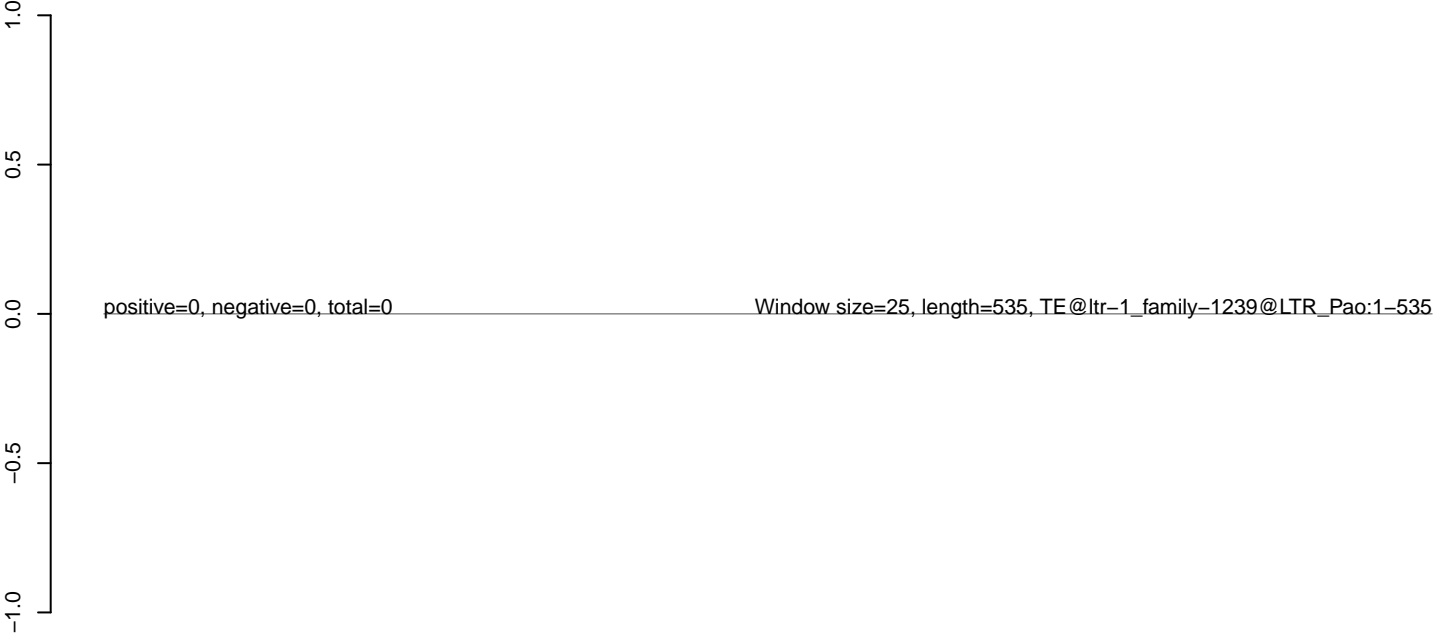 1.0
0.5
0.0
−0.5
−1.0
positive=0, negative=0, total=0
Window size=25, length=535, TE@ltr−1_family−1239@LTR_Pao:1−535